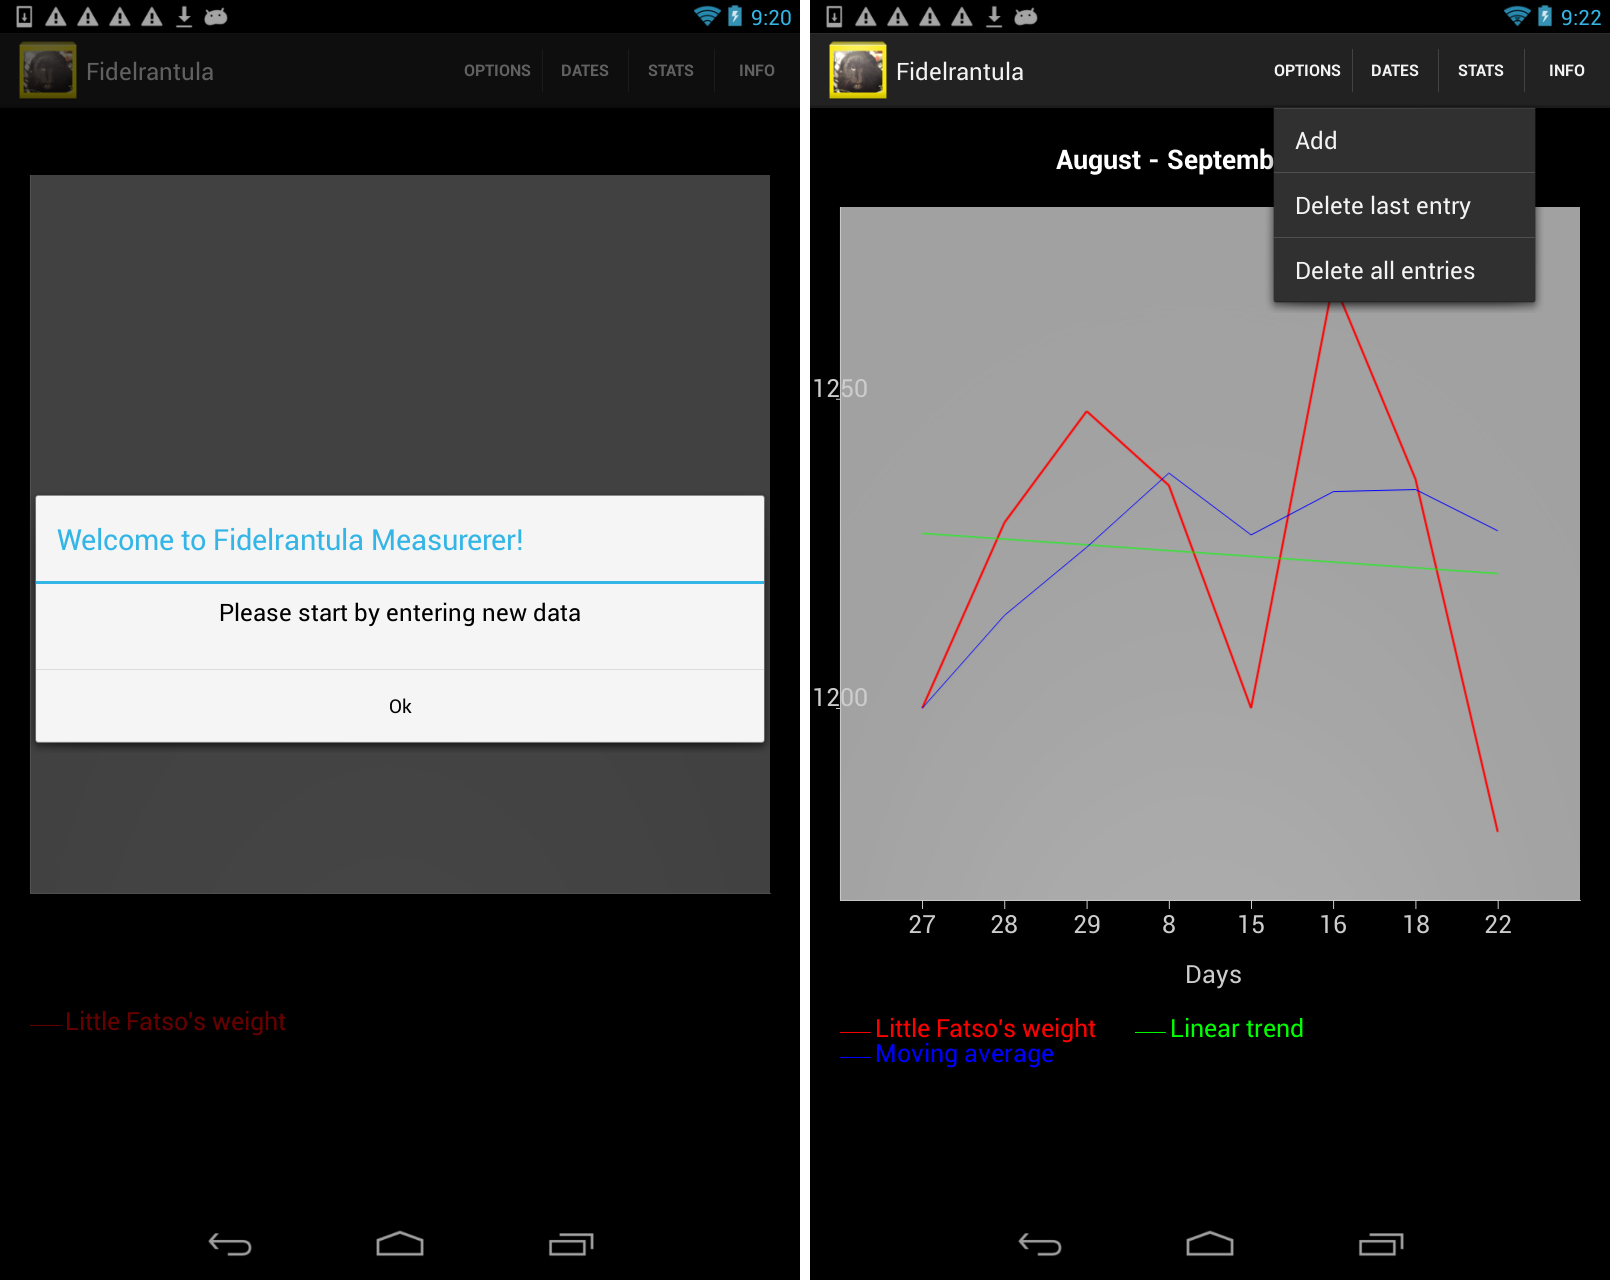 9:20
Fidelrantula
OPTIONS DATES STATS INFO
Welcome to Fidelrantula Measurerer!
Please start by entering new data
Ok
Little Fatso's weight
9:22
Fidelrantula
OPTIONS DATES STATS INFO
Add
August - Septemb
Delete last entry
Delete all entries
1250
1200
27 28 29 8 15 16 18 22
Days
Little Fatso's weight Linear trend
Moving average